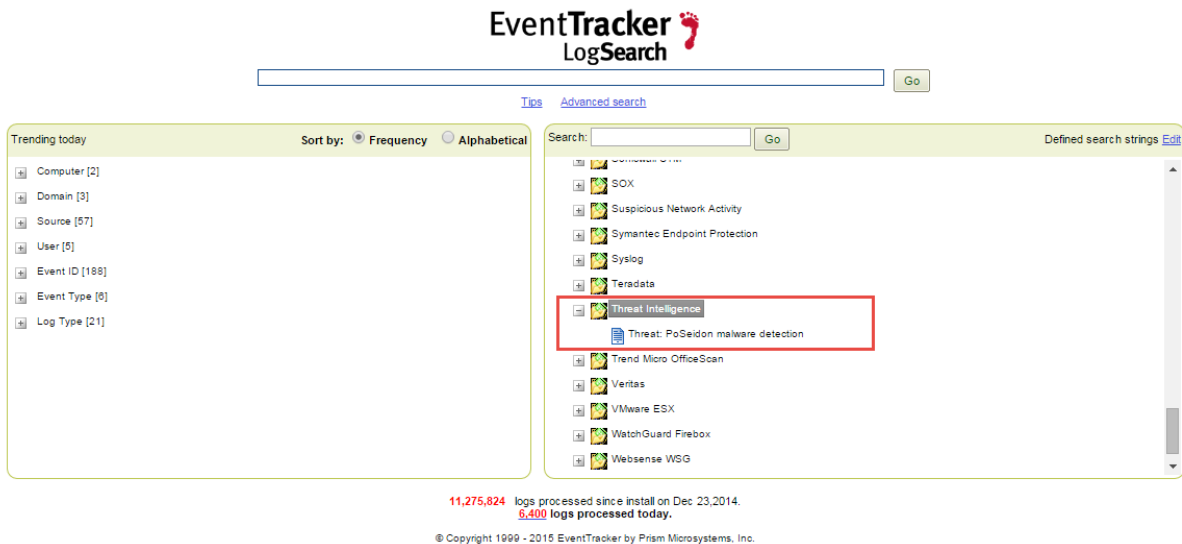 EventTracker
LogSearch
Go
Tips Advanced search
Trending today Sort by: Frequency Alphabetical
Computer [2]
Domain [3]
Source [57]
User [5]
Event ID [188]
Event Type [6]
Log Type [21]
Search: Go Defined search strings Edit
SOX
Suspicious Network Activity
Symantec Endpoint Protection
Syslog
Teradata
Threat Intelligence
Threat: PoSeidon malware detection
Trend Micro OfficeScan
Veritas
VMware ESX
WatchGuard Firebox
Websense WSG
11,275,824 logs processed since install on Dec 23,2014.
6,400 logs processed today.
© Copyright 1999 - 2015 EventTracker by Prism Microsystems, Inc.